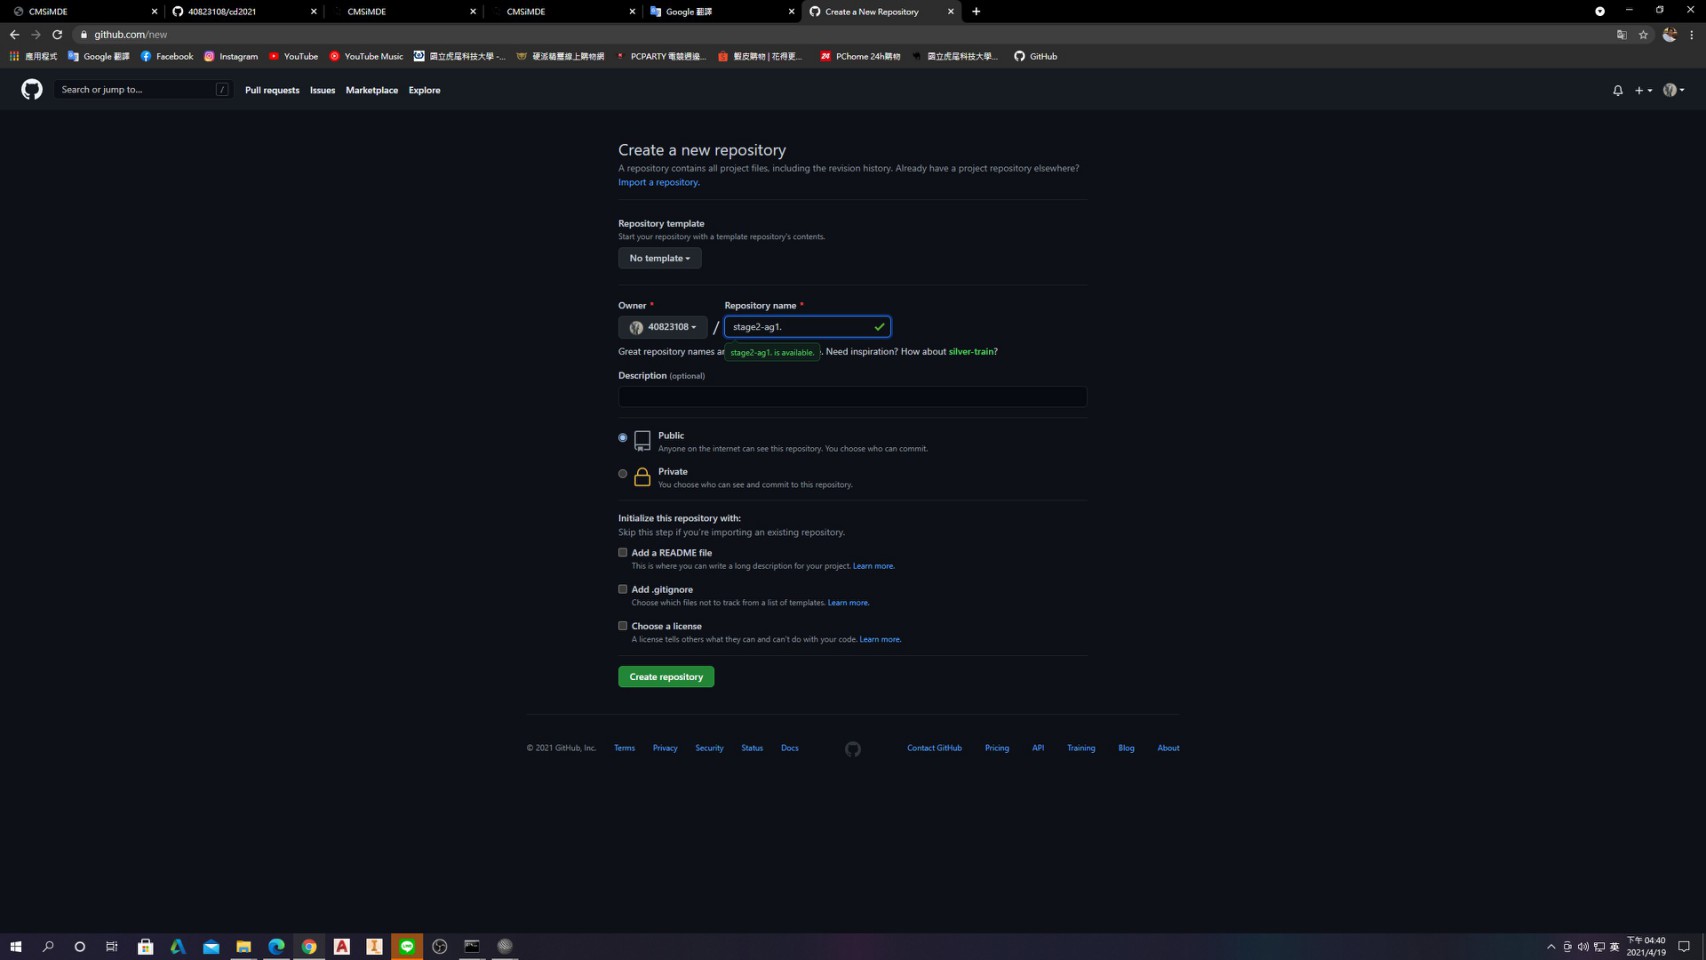 CMSiMDE
40823108/cd2021
CMSiMDE
CMSiMDE
Google 翻譯
Create a New Repository
github.com/new
應用程式
Google 翻譯
Facebook
Instagram
YouTube
YouTube Music
國立虎尾科技大學 -...
硬派精璽線上購物網
PCPARTY 電競週邊...
蝦皮購物 | 花得更...
PChome 24h購物
國立虎尾科技大學...
GitHub
Search or jump to...
/
Pull requests
Issues
Marketplace
Explore
Create a new repository
A repository contains all project files, including the revision history. Already have a project repository elsewhere?
Import a repository.
Repository template
Start your repository with a template repository's contents.
No template
Owner *
Repository name *
40823108
/
stage2-ag1.
Great repository names a
stage2-ag1. is available.
. Need inspiration? How about silver-train?
Description (optional)
Public
Anyone on the internet can see this repository. You choose who can commit.
Private
You choose who can see and commit to this repository.
Initialize this repository with:
Skip this step if you're importing an existing repository.
Add a README file
This is where you can write a long description for your project. Learn more.
Add .gitignore
Choose which files not to track from a list of templates. Learn more.
Choose a license
A license tells others what they can and can't do with your code. Learn more.
Create repository
© 2021 GitHub, Inc.
Terms
Privacy
Security
Status
Docs
Contact GitHub
Pricing
API
Training
Blog
About
英
下午 04:40
2021/4/19